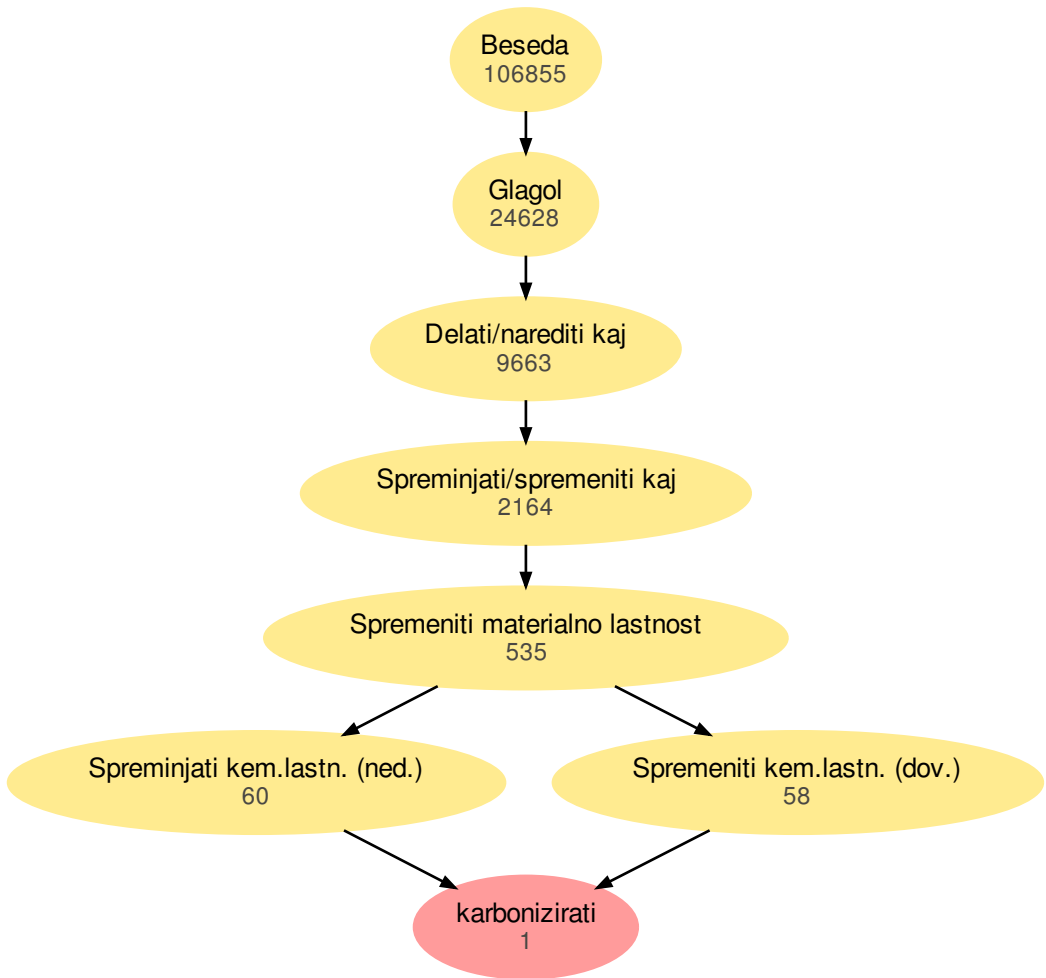 Beseda
106855
Glagol
24628
Delati/narediti kaj
9663
Spreminjati/spremeniti kaj
2164
Spremeniti materialno lastnost
535
Spreminjati kem.lastn. (ned.)
60
Spremeniti kem.lastn. (dov.)
58
karbonizirati
1